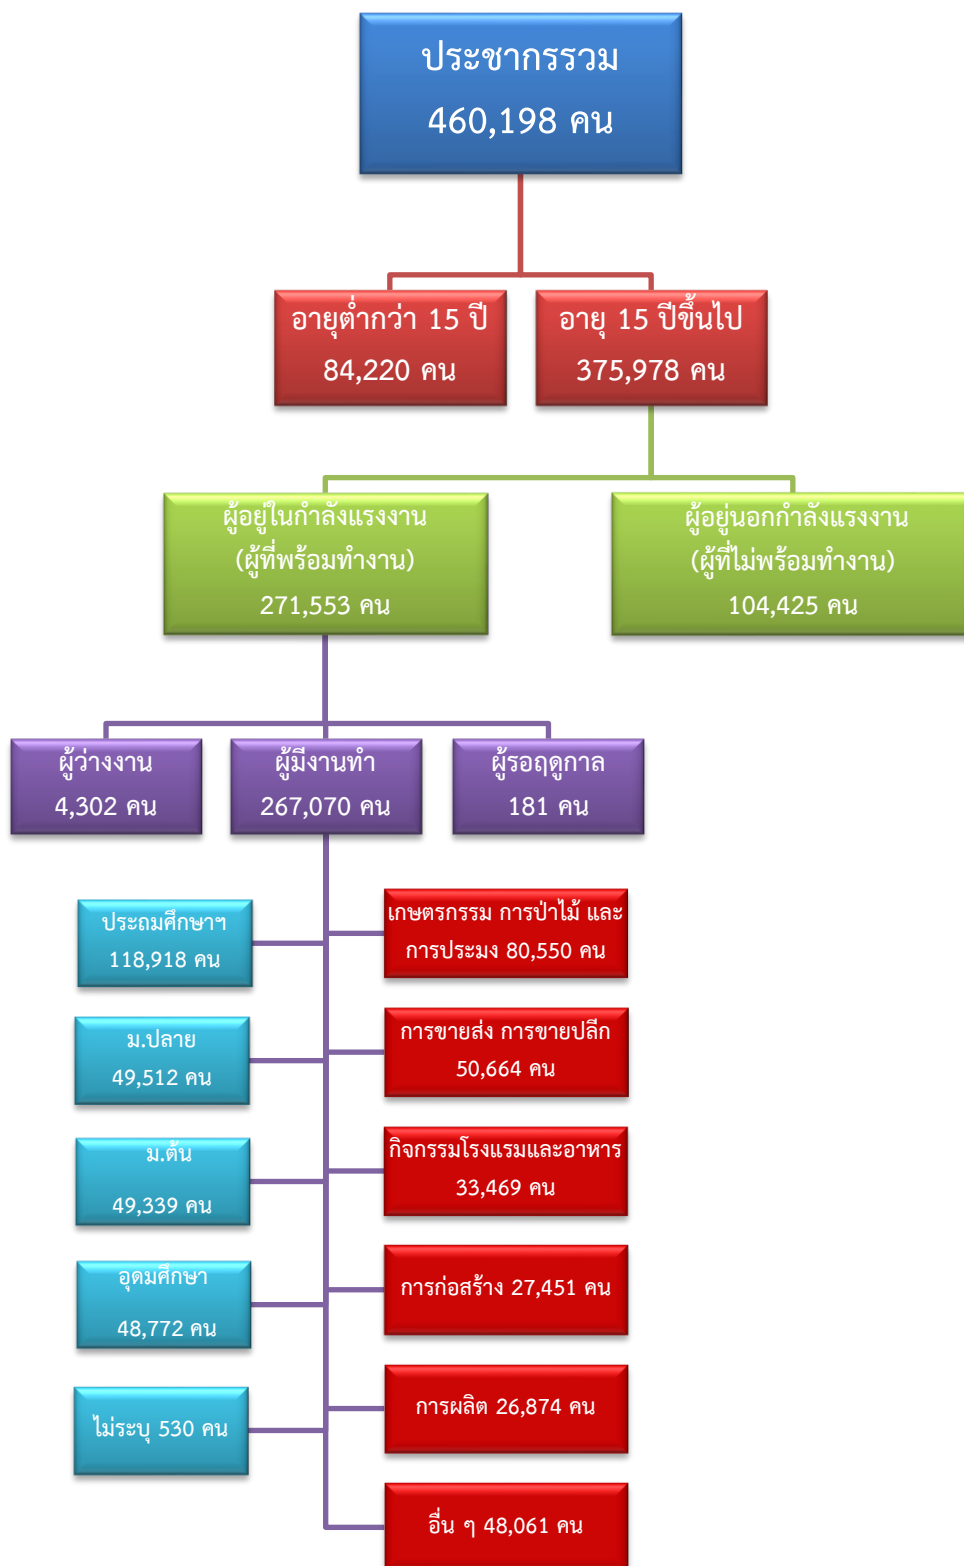 ประชากรรวม
460,198 คน
อายุต่ำกว่า 15 ปี
84,220 คน
อายุ 15 ปีขึ้นไป
375,978 คน
ผู้อยู่ในกำลังแรงงาน
(ผู้ที่พร้อมทำงาน)
271,553 คน
ผู้อยู่นอกกำลังแรงงาน
(ผู้ที่ไม่พร้อมทำงาน)
104,425 คน
ผู้ว่างงาน
4,302 คน
ผู้มีงานทำ
267,070 คน
ผู้รอฤดูกาล
181 คน
ประถมศึกษาฯ
118,918 คน
ม.ปลาย
49,512 คน
ม.ต้น
49,339 คน
อุดมศึกษา
48,772 คน
ไม่ระบุ 530 คน
เกษตรกรรม การป่าไม้ และ
การประมง 80,550 คน
การขายส่ง การขายปลีก
50,664 คน
กิจกรรมโรงแรมและอาหาร
33,469 คน
การก่อสร้าง 27,451 คน
การผลิต 26,874 คน
อื่น ๆ 48,061 คน